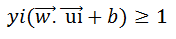 yi(w⃗. u⃗i⃗ + b) ≥ 1